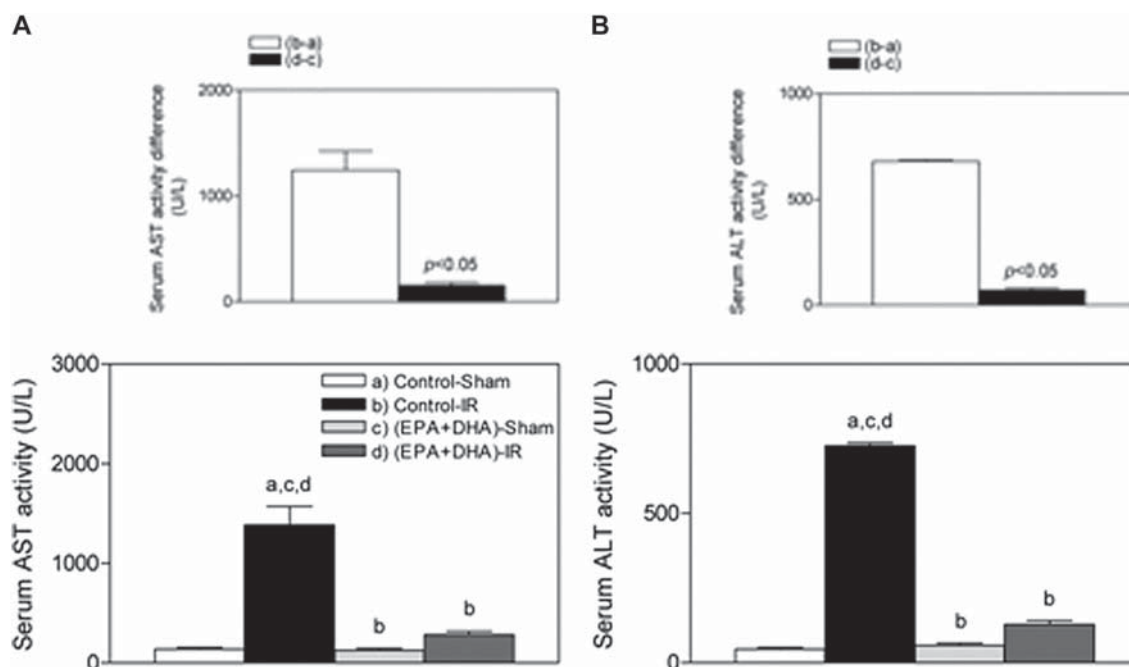 A
(b-a)
(d-c)
Serum AST activity difference
(U/L)
2000
1000
0
p<0.05
B
(b-a)
(d-c)
Serum ALT activity difference
(U/L)
1000
500
0
p<0.05
Serum AST activity (U/L)
3000
2000
1000
0
a) Control-Sham
b) Control-IR
c) (EPA+DHA)-Sham
d) (EPA+DHA)-IR
a,c,d
b
b
Serum ALT activity (U/L)
1000
500
0
a,c,d
b
b